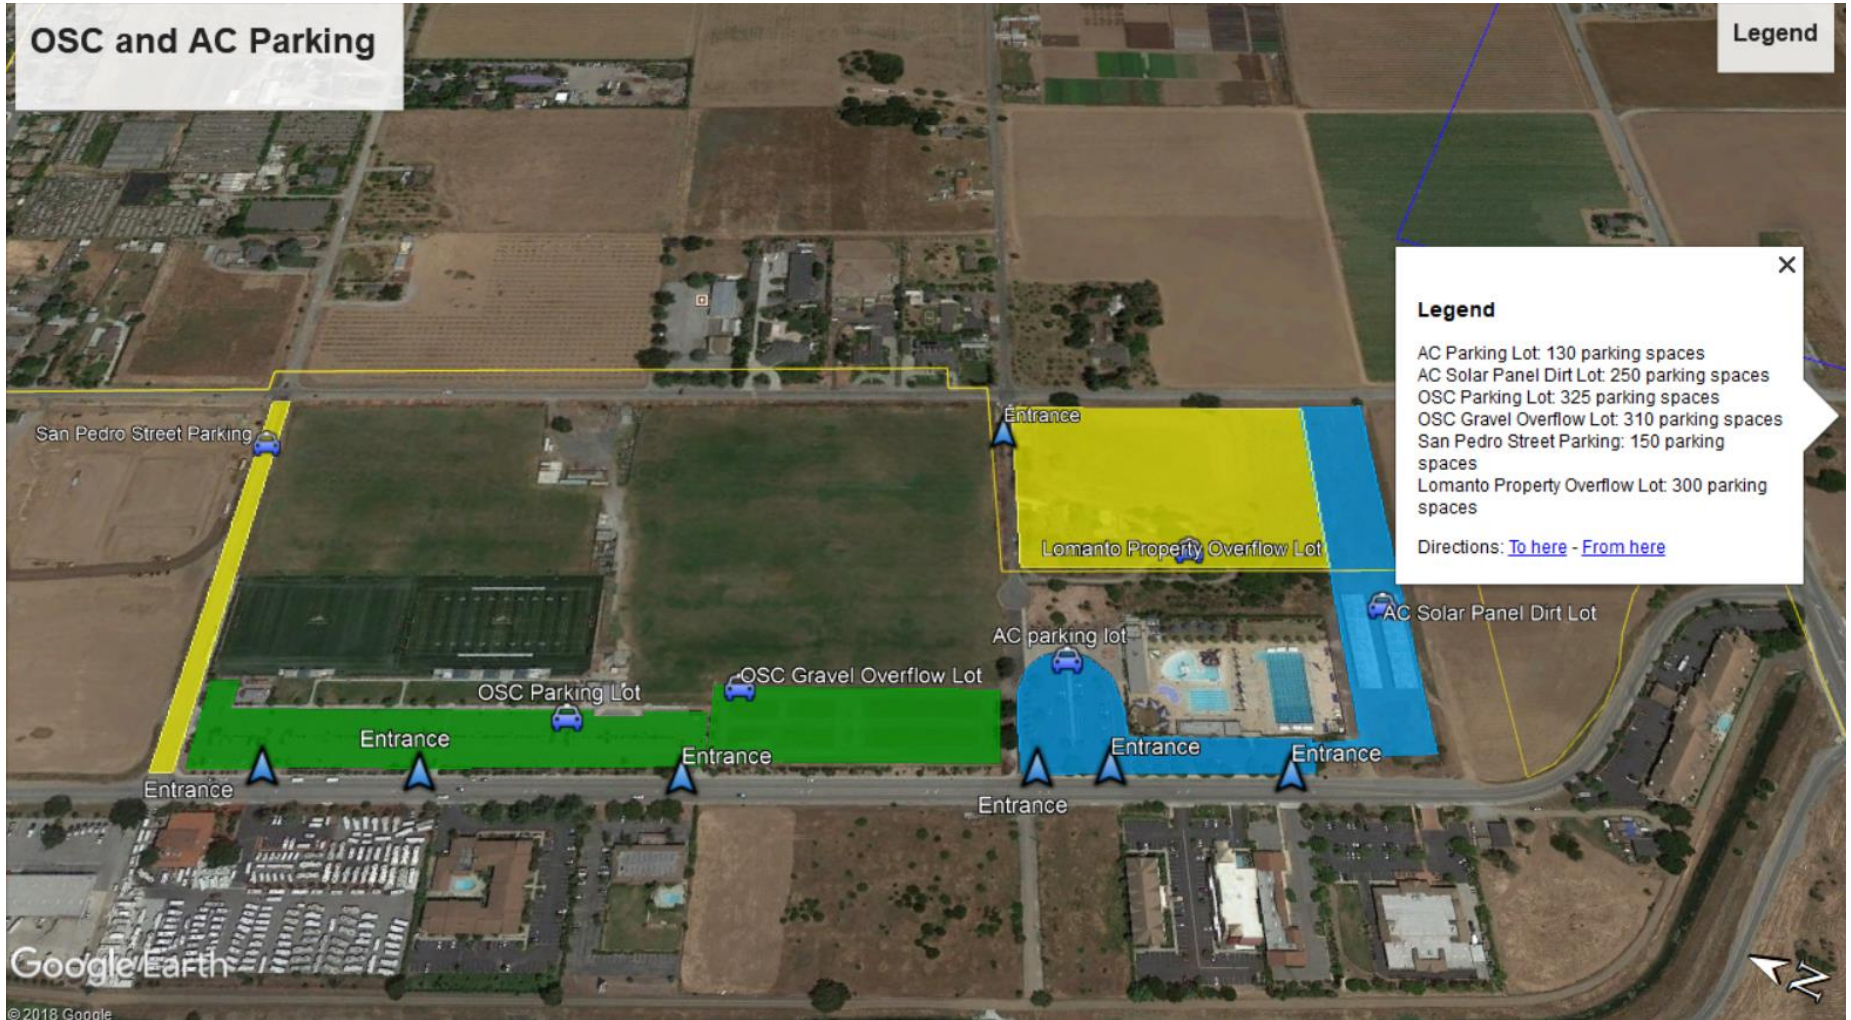 OSC and AC Parking
Legend
Legend
AC Parking Lot: 130 parking spaces
AC Solar Panel Dirt Lot: 250 parking spaces
OSC Parking Lot: 325 parking spaces
OSC Gravel Overflow Lot: 310 parking spaces
San Pedro Street Parking: 150 parking
spaces
Lomanto Property Overflow Lot: 300 parking
spaces
Directions: To here - From here
Entrance
San Pedro Street Parking
Lomanto Property Overflow Lot
AC Solar Panel Dirt Lot
AC parking lot
OSC Gravel Overflow Lot
OSC Parking Lot
Entrance
Entrance
Entrance
Entrance
Entrance
Entrance
Google Earth
N
© 2018 Google